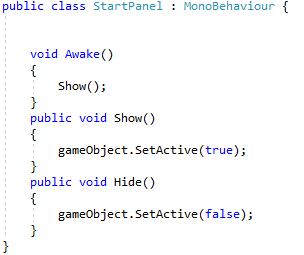 public class StartPanel : MonoBehaviour {
void Awake()
{
Show();
}
public void Show()
{
gameObject.SetActive(true);
}
public void Hide()
{
gameObject.SetActive(false);
}
}